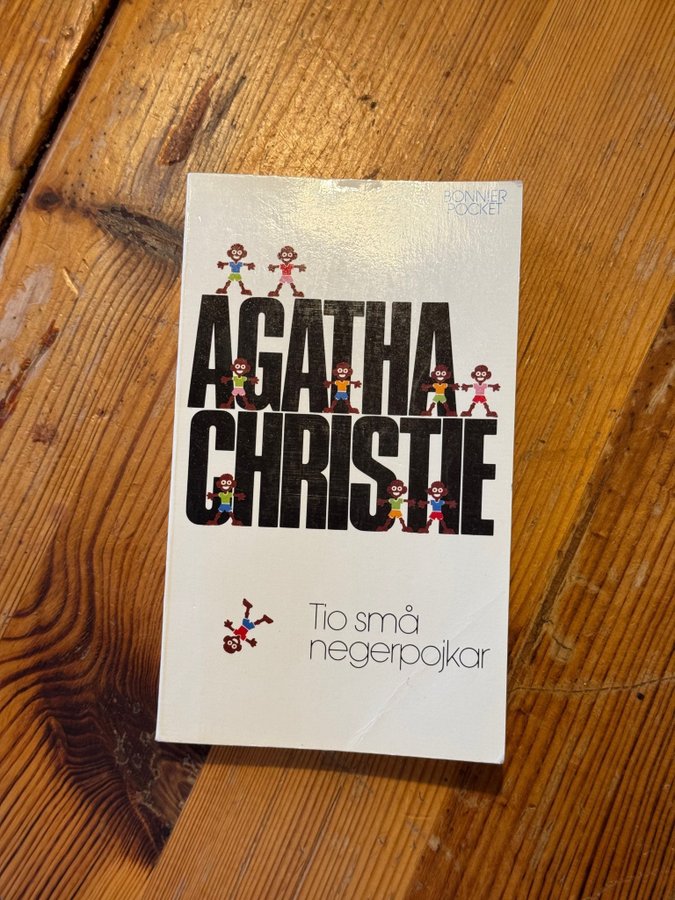 BONNIER
POCKET
AGATHA
CHRISTIE
Tio små
negerpojkar